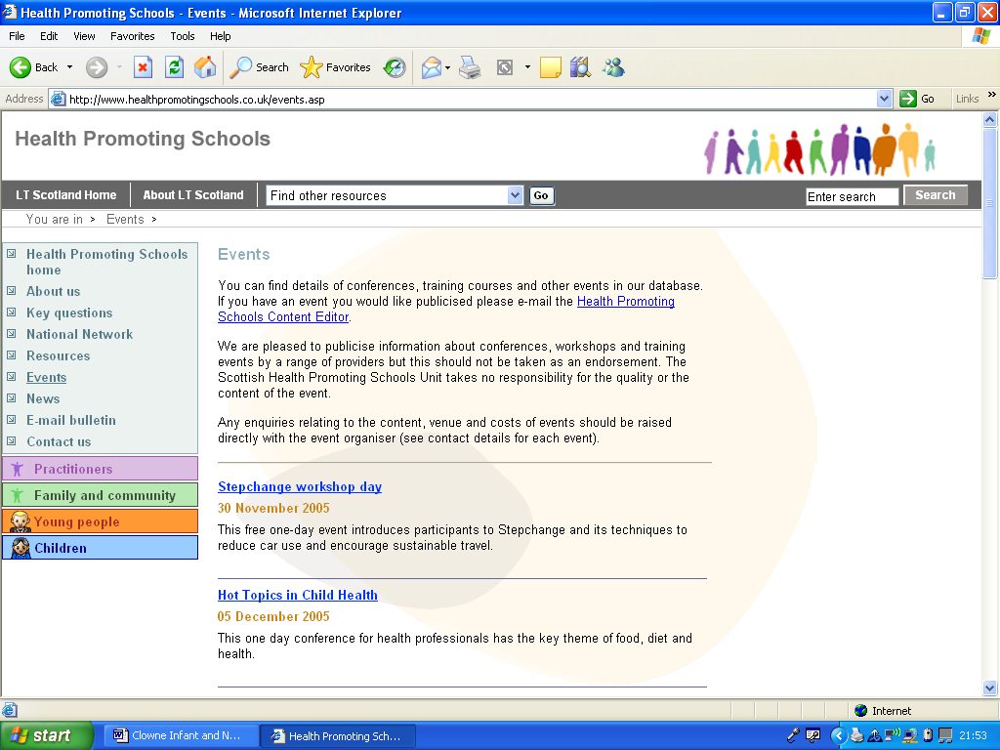 Health Promoting Schools - Events - Microsoft Internet Explorer
File Edit View Favorites Tools Help
Back Search Favorites
Address http://www.healthpromotingschools.co.uk/events.asp Go Links »
Health Promoting Schools
LT Scotland Home About LT Scotland Find other resources Go Enter search Search
You are in > Events >
Health Promoting Schools
home
About us
Key questions
National Network
Resources
Events
News
E-mail bulletin
Contact us
Practitioners
Family and community
Young people
Children
Events
You can find details of conferences, training courses and other events in our database.
If you have an event you would like publicised please e-mail the Health Promoting
Schools Content Editor.
We are pleased to publicise information about conferences, workshops and training
events by a range of providers but this should not be taken as an endorsement. The
Scottish Health Promoting Schools Unit takes no responsibility for the quality or the
content of the event.
Any enquiries relating to the content, venue and costs of events should be raised
directly with the event organiser (see contact details for each event).
Stepchange workshop day
30 November 2005
This free one-day event introduces participants to Stepchange and its techniques to
reduce car use and encourage sustainable travel.
Hot Topics in Child Health
05 December 2005
This one day conference for health professionals has the key theme of food, diet and
health.
Internet
start Clowne Infant and N... Health Promoting Sch... 21:53